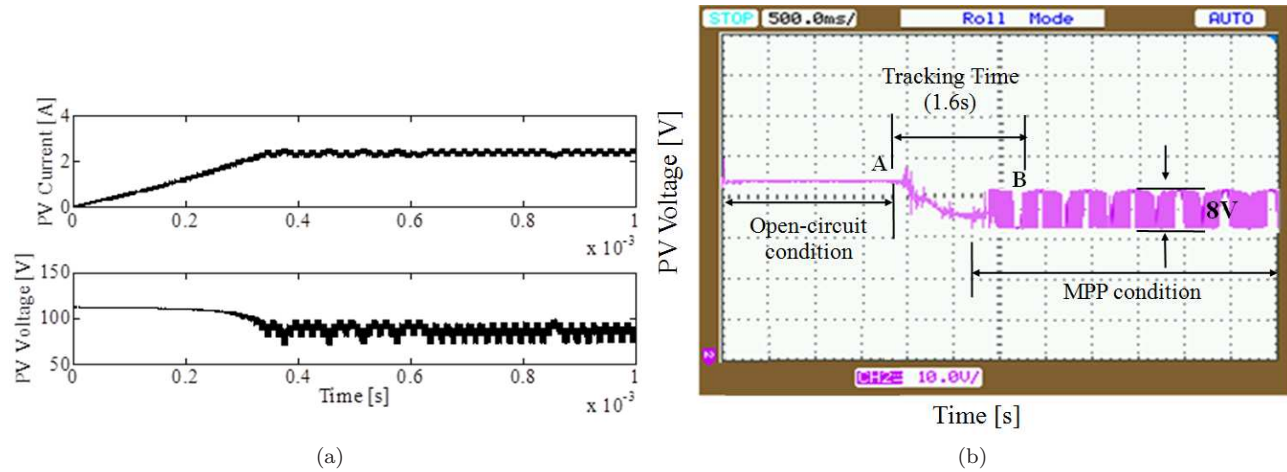 PV Current [A]
4
2
0
0 0.2 0.4 0.6 0.8 1
x 10⁻³
PV Voltage [V]
150
100
50
0 0.2 0.4 0.6 0.8 1
Time [s]
x 10⁻³
(a)
STOP 500.0ms/ Roll Mode AUTO
PV Voltage [V]
Tracking Time
(1.6s)
A
B
8V
Open-circuit
condition
MPP condition
CH2 10.0V/
Time [s]
(b)